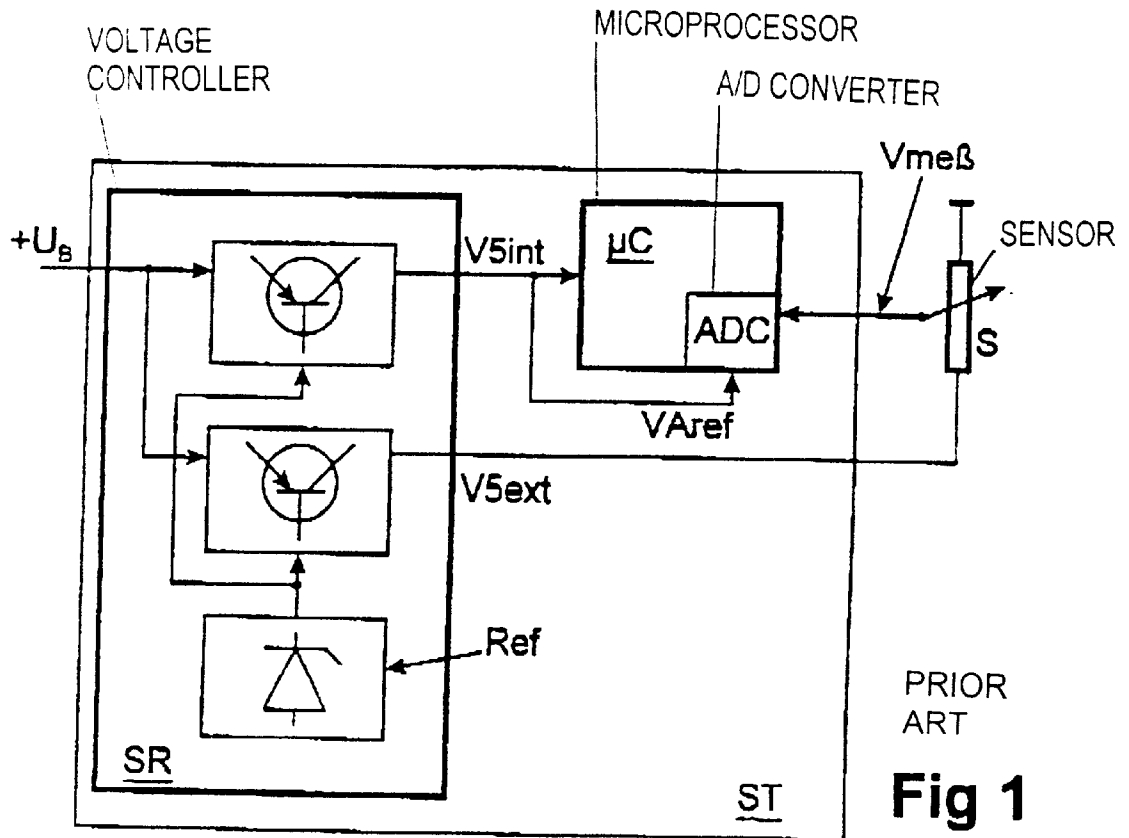 VOLTAGE
CONTROLLER
MICROPROCESSOR
A/D CONVERTER
Vmeß
SENSOR
+UB
V5int
µC
ADC
S
VAref
V5ext
Ref
PRIOR
ART
SR
ST
Fig 1